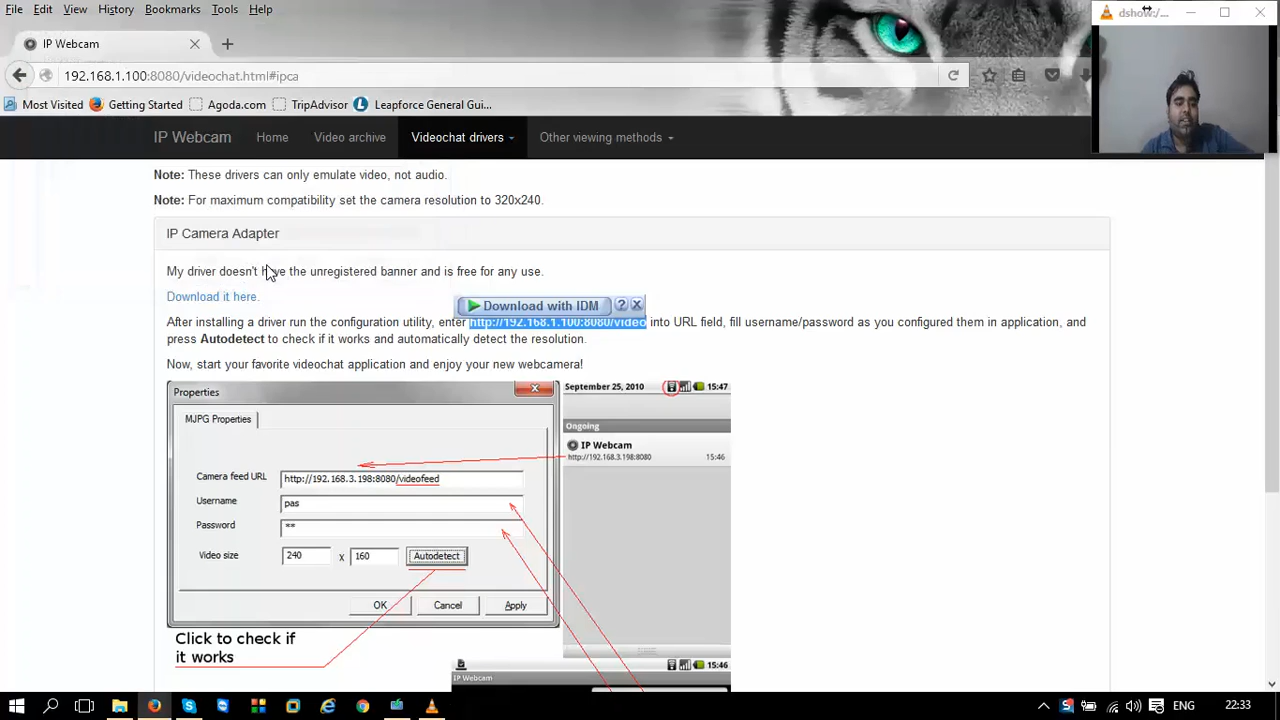 File Edit View History Bookmarks Tools Help
dshow:/...
IP Webcam
192.168.1.100:8080/videochat.html#ipca
Most Visited Getting Started Agoda.com TripAdvisor Leapforce General Gui...
IP Webcam Home Video archive Videochat drivers Other viewing methods
Note: These drivers can only emulate video, not audio.
Note: For maximum compatibility set the camera resolution to 320x240.
IP Camera Adapter
My driver doesn't have the unregistered banner and is free for any use.
Download it here.
Download with IDM ?
After installing a driver run the configuration utility, enter http://192.168.1.100:8080/video into URL field, fill username/password as you configured them in application, and
press Autodetect to check if it works and automatically detect the resolution.
Now, start your favorite videochat application and enjoy your new webcamera!
Properties
MJPG Properties
Camera feed URL http://192.168.3.198:8080/videofeed
Username pas
Password **
Video size 240 x 160 Autodetect
OK Cancel Apply
Click to check if
it works
September 25, 2010 15:47
Ongoing
IP Webcam
http://192.168.3.198:8080 15:46
15:46
IP Webcam
ENG 22:33